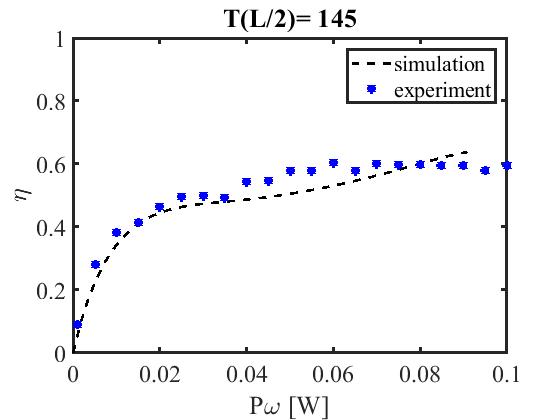 T(L/2)= 145
1
0.8
0.6
0.4
0.2
0
η
simulation
experiment
0 0.02 0.04 0.06 0.08 0.1
Pω [W]